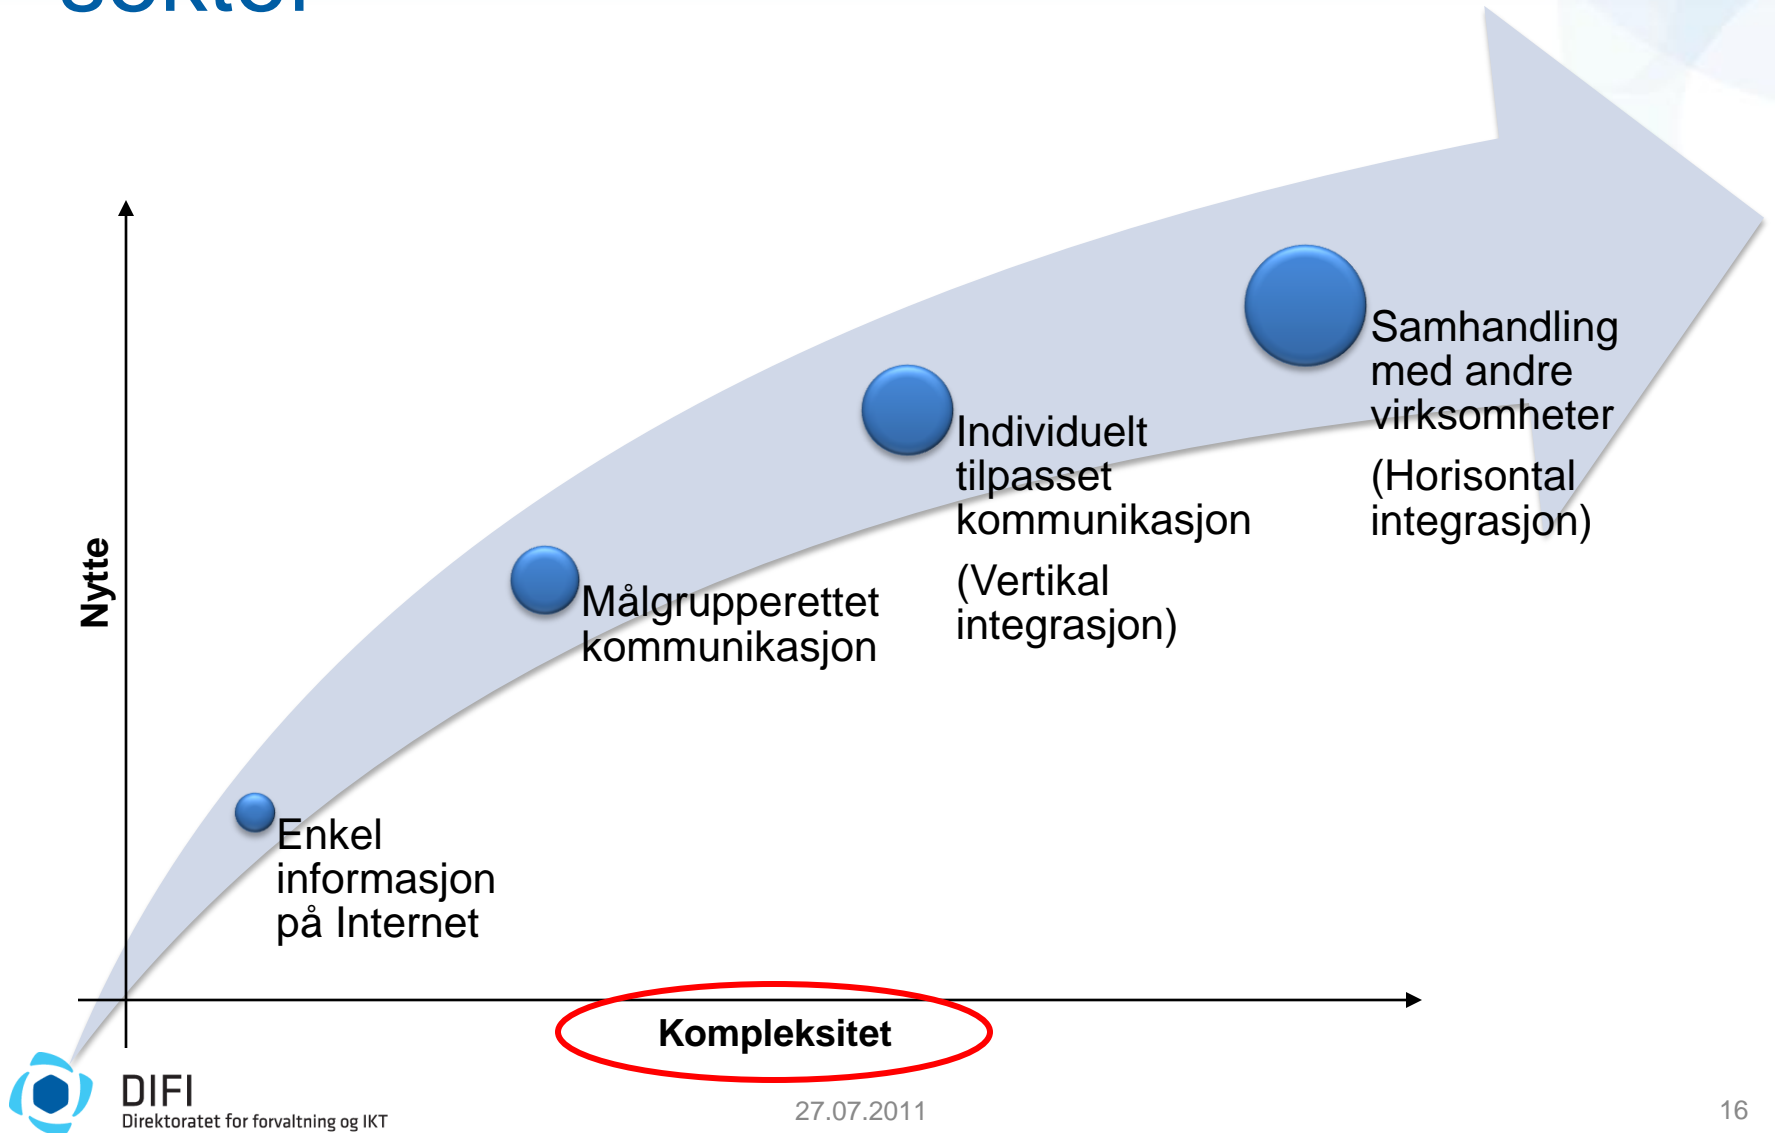 sektor
Nytte
Samhandling
med andre
virksomheter
(Horisontal
integrasjon)
Individuelt
tilpasset
kommunikasjon
(Vertikal
integrasjon)
Målgrupperettet
kommunikasjon
Enkel
informasjon
på Internet
Kompleksitet
DIFI
Direktoratet for forvaltning og IKT
27.07.2011
16